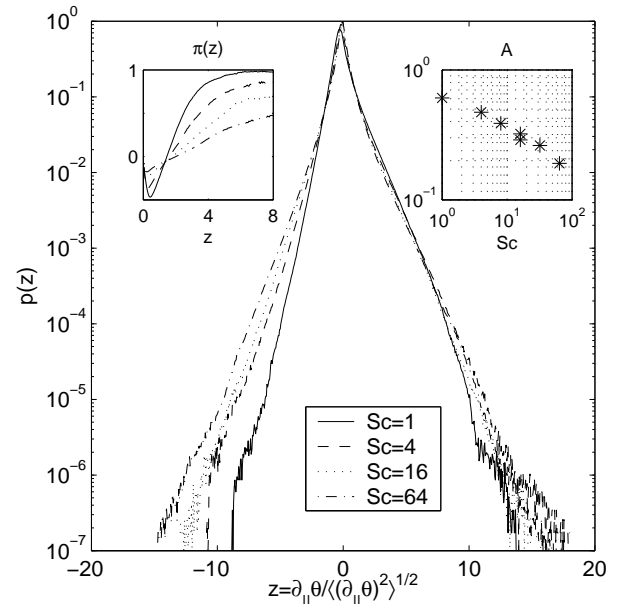 10^0
10^{-1}
10^{-2}
10^{-3}
10^{-4}
10^{-5}
10^{-6}
10^{-7}
p(z)
π(z)
1
0
0 4 8
z
A
10^0
10^{-1}
10^0 10^1 10^2
Sc
Sc=1
Sc=4
Sc=16
Sc=64
−20 −10 0 10 20
z=∂_{||}θ/⟨(∂_{||}θ)^2⟩^{1/2}